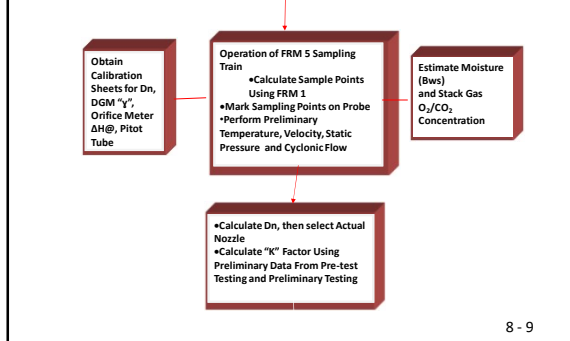 Obtain
Calibration
Sheets for Dn,
DGM “ɣ”,
Orifice Meter
ΔH@, Pitot
Tube
Operation of FRM 5 Sampling
Train
•Calculate Sample Points
Using FRM 1
•Mark Sampling Points on Probe
•Perform Preliminary
Temperature, Velocity, Static
Pressure and Cyclonic Flow
Estimate Moisture
(Bws)
and Stack Gas
O₂/CO₂
Concentration
•Calculate Dn, then select Actual
Nozzle
•Calculate “K” Factor Using
Preliminary Data From Pre-test
Testing and Preliminary Testing
8 - 9